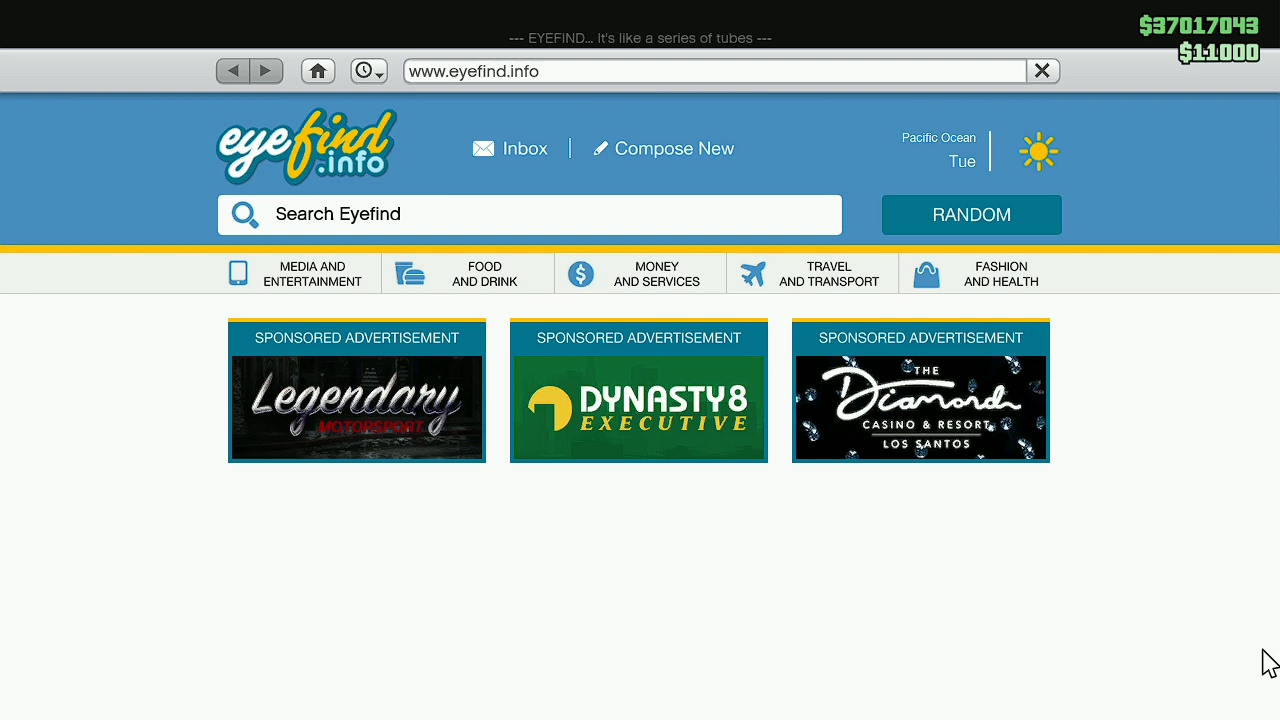 $37017043
--- EYEFIND... It's like a series of tubes ---
$11000
www.eyefind.info
eyefind
.info
Inbox
Compose New
Pacific Ocean
Tue
Search Eyefind
RANDOM
MEDIA AND
ENTERTAINMENT
FOOD
AND DRINK
MONEY
AND SERVICES
TRAVEL
AND TRANSPORT
FASHION
AND HEALTH
SPONSORED ADVERTISEMENT
Legendary
MOTORSPORT
SPONSORED ADVERTISEMENT
DYNASTY 8
EXECUTIVE
SPONSORED ADVERTISEMENT
THE
Diamond
CASINO & RESORT
LOS SANTOS